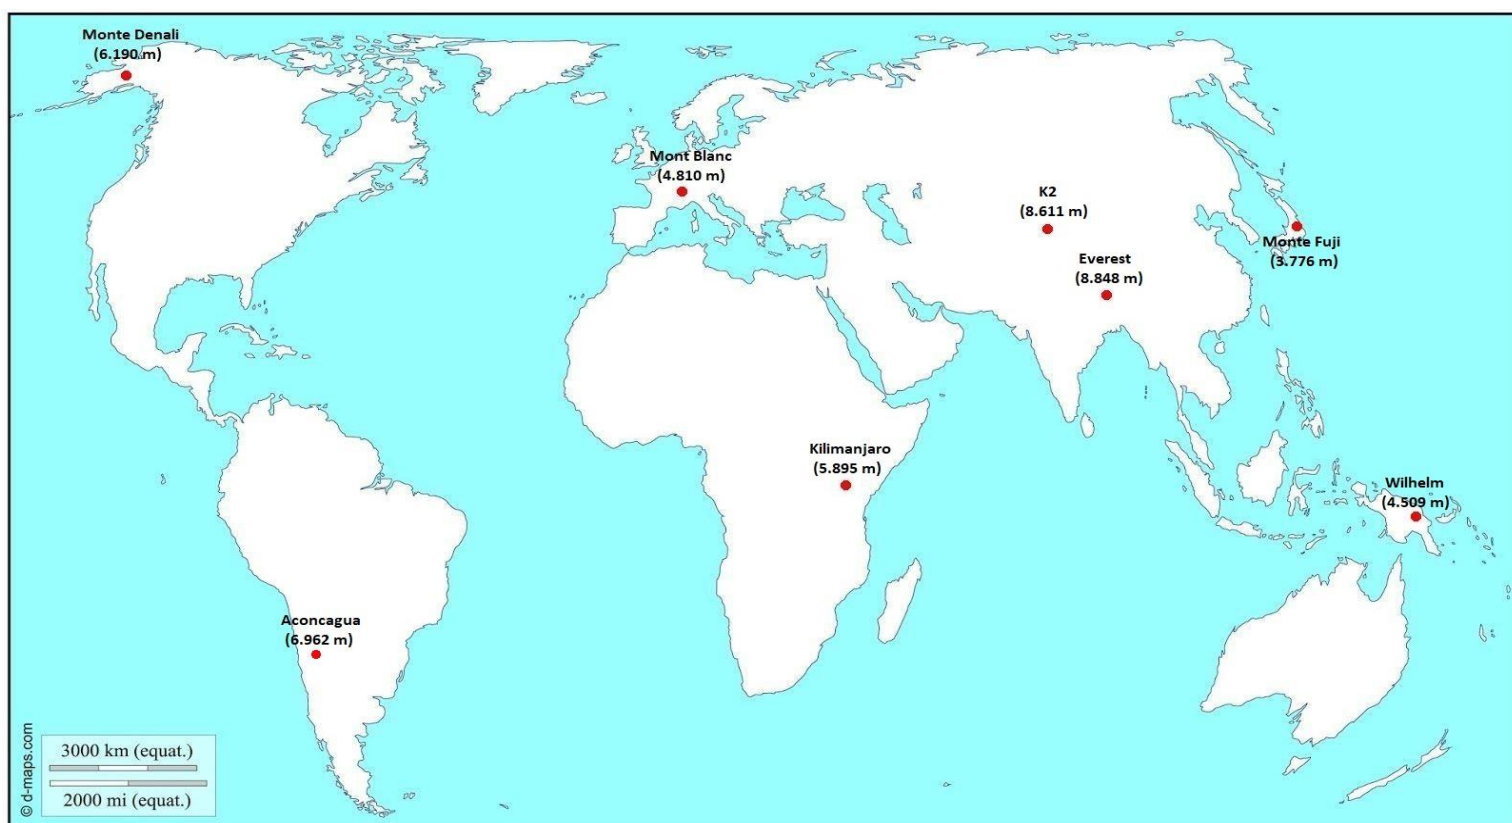 Monte Denali
(6.190 m)
Mont Blanc
(4.810 m)
K2
(8.611 m)
Everest
(8.848 m)
Monte Fuji
(3.776 m)
Kilimanjaro
(5.895 m)
Wilhelm
(4.509 m)
Aconcagua
(6.962 m)
© d-maps.com
3000 km (equat.)
2000 mi (equat.)